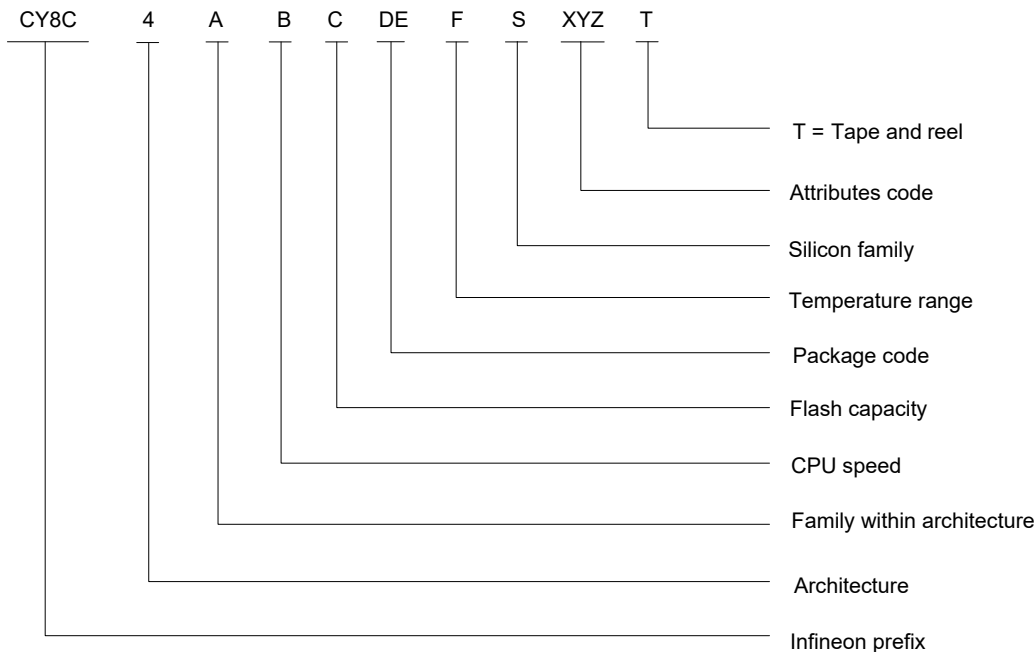 CY8C 4 A B C DE F S XYZ T
T = Tape and reel
Attributes code
Silicon family
Temperature range
Package code
Flash capacity
CPU speed
Family within architecture
Architecture
Infineon prefix